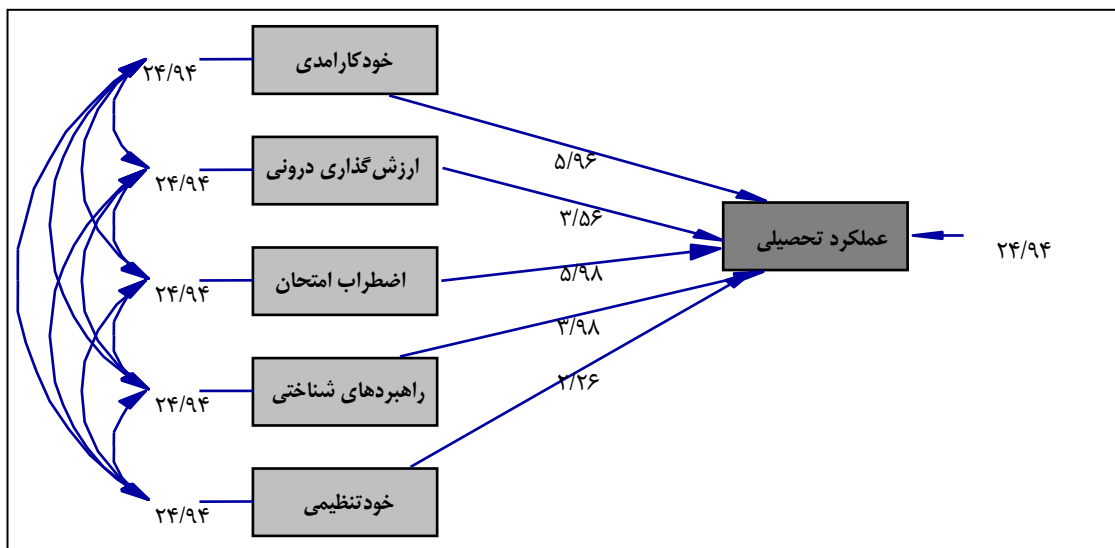 خودکارامدی
۲۴/۹۴
۵/۹۶
ارزش‌گذاری درونی
۲۴/۹۴
۳/۵۶
عملکرد تحصیلی
۲۴/۹۴
اضطراب امتحان
۲۴/۹۴
۵/۹۸
۳/۹۸
راهبردهای شناختی
۲۴/۹۴
۲/۲۶
خودتنظیمی
۲۴/۹۴